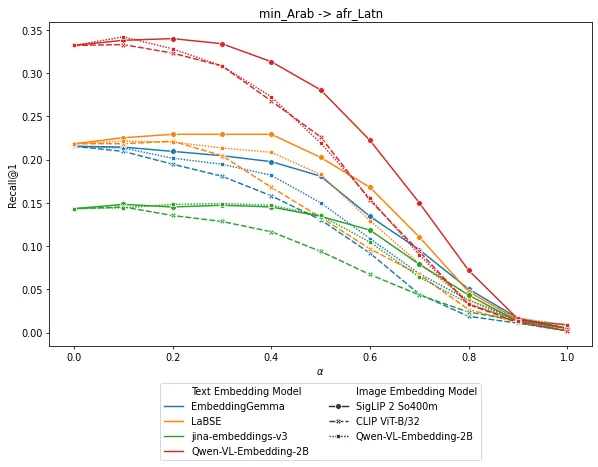 min_Arab -> afr_Latn
Recall@1
0.35
0.30
0.25
0.20
0.15
0.10
0.05
0.00
0.0 0.2 0.4 0.6 0.8 1.0
α
Text Embedding Model
EmbeddingGemma
LaBSE
jina-embeddings-v3
Qwen-VL-Embedding-2B
Image Embedding Model
SigLIP 2 So400m
CLIP ViT-B/32
Qwen-VL-Embedding-2B